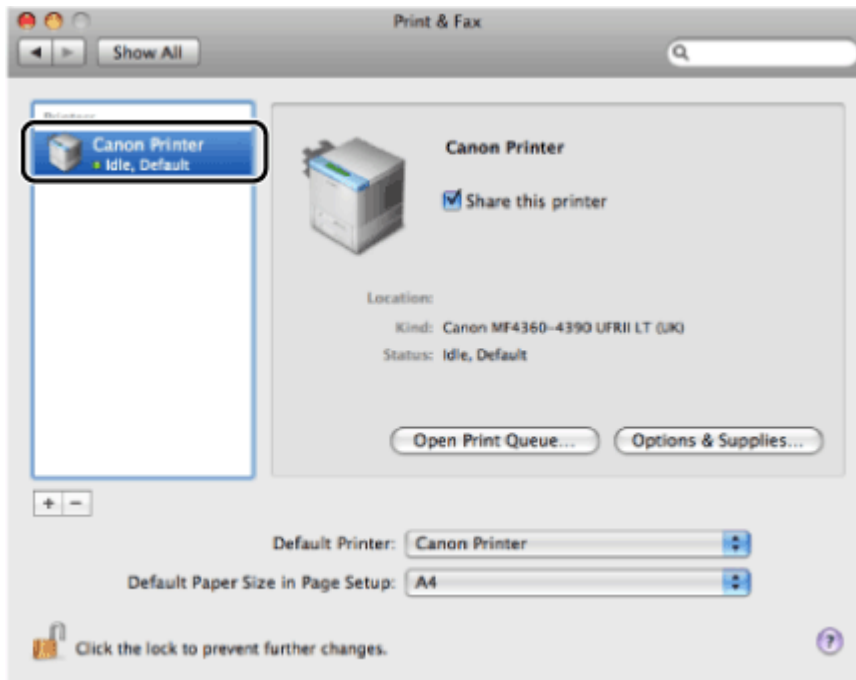 Print & Fax
Show All
Printers
Canon Printer
Idle, Default
Canon Printer
Share this printer
Location:
Kind: Canon MF4360-4390 UFRII LT (UK)
Status: Idle, Default
Open Print Queue...
Options & Supplies...
+ −
Default Printer: Canon Printer
Default Paper Size in Page Setup: A4
Click the lock to prevent further changes.
?